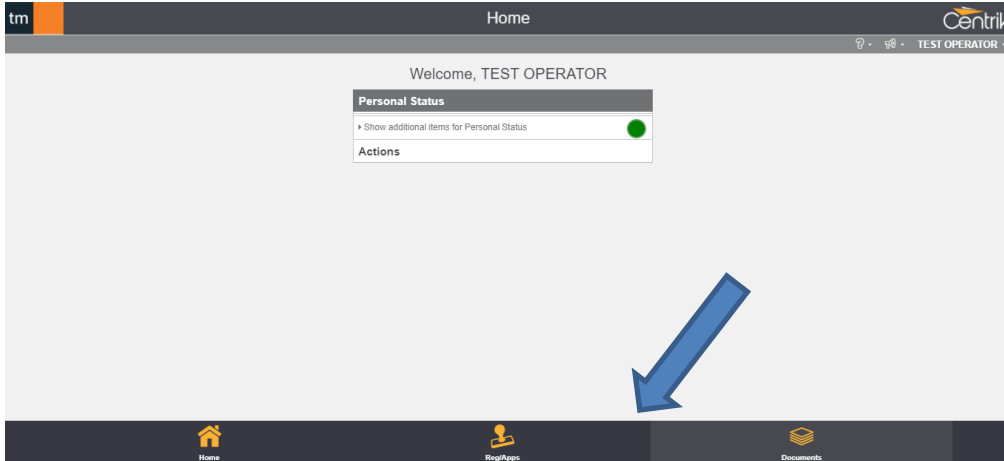 tm
Home
Centrik
TEST OPERATOR
Welcome, TEST OPERATOR
Personal Status
Show additional items for Personal Status
Actions
Home
Reg/Apps
Documents